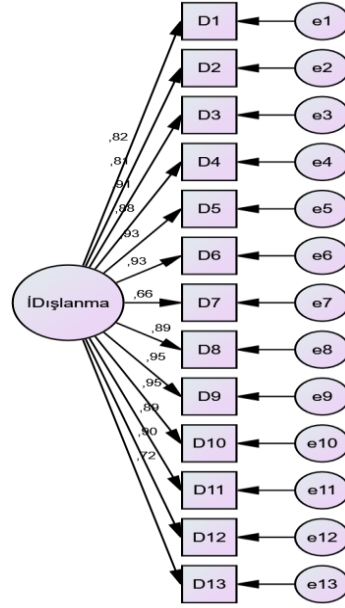 D1 e1
D2 e2
D3 e3
,82
,81
D4 e4
,91
,88
D5 e5
,93
D6 e6
,93
İDışlanma
,66
D7 e7
,89
D8 e8
,95
D9 e9
,95
,89
D10 e10
,90
,72
D11 e11
D12 e12
D13 e13